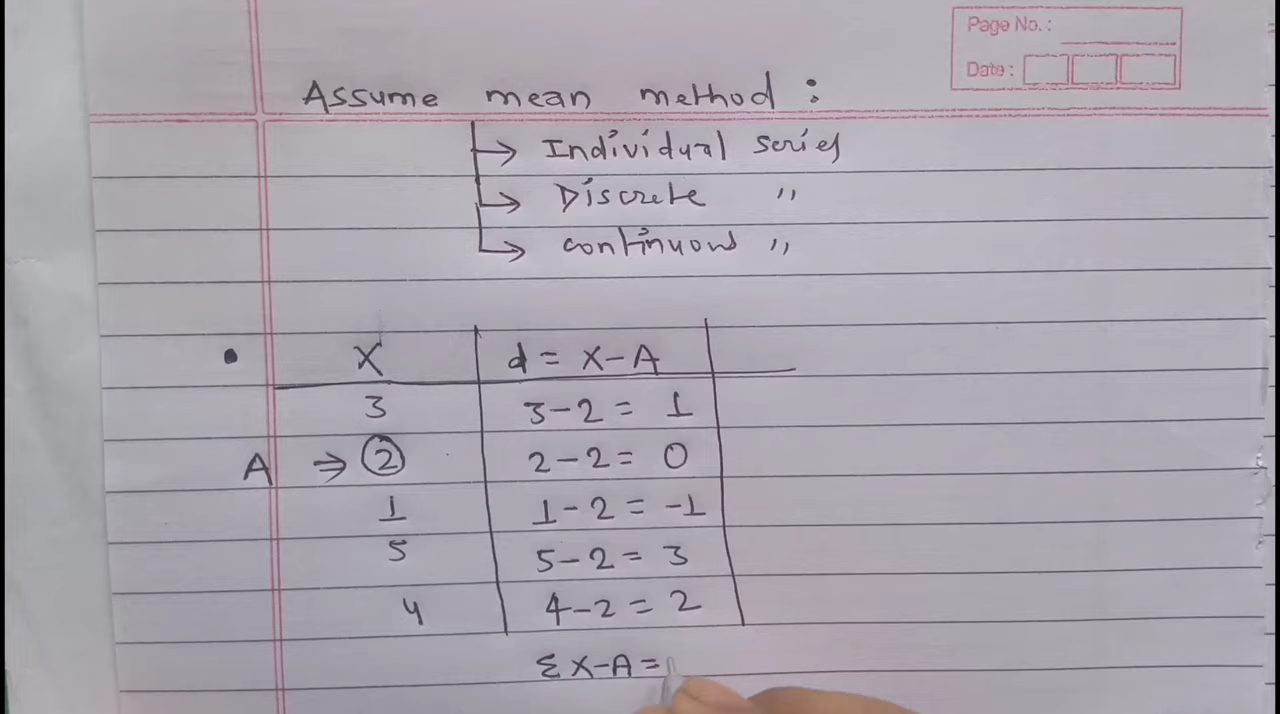 Page No. :
Date :
Assume mean method :
→ Individual series
→ Discrete "
→ continuous "
• X d = X-A
3 3-2 = 1
A ⇒ 2 2-2 = 0
1 1-2 = -1
5 5-2 = 3
4 4-2 = 2
Σ X-A =